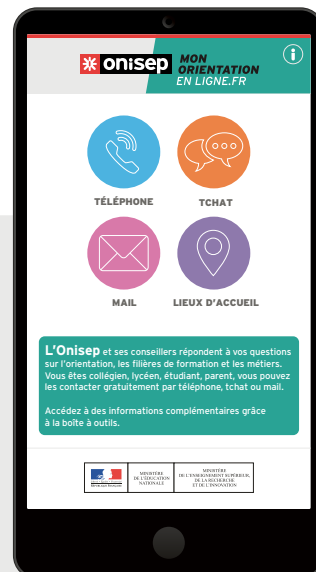 onisep MON
ORIENTATION
EN LIGNE.FR
i
TÉLÉPHONE
TCHAT
MAIL
LIEUX D'ACCUEIL
L'Onisep et ses conseillers répondent à vos questions
sur l'orientation, les filières de formation et les métiers.
Vous êtes collégien, lycéen, étudiant, parent, vous pouvez
les contacter gratuitement par téléphone, tchat ou mail.
Accédez à des informations complémentaires grâce
à la boîte à outils.
RÉPUBLIQUE FRANÇAISE
MINISTÈRE
DE L'ÉDUCATION
NATIONALE
MINISTÈRE
DE L'ENSEIGNEMENT SUPÉRIEUR,
DE LA RECHERCHE
ET DE L'INNOVATION